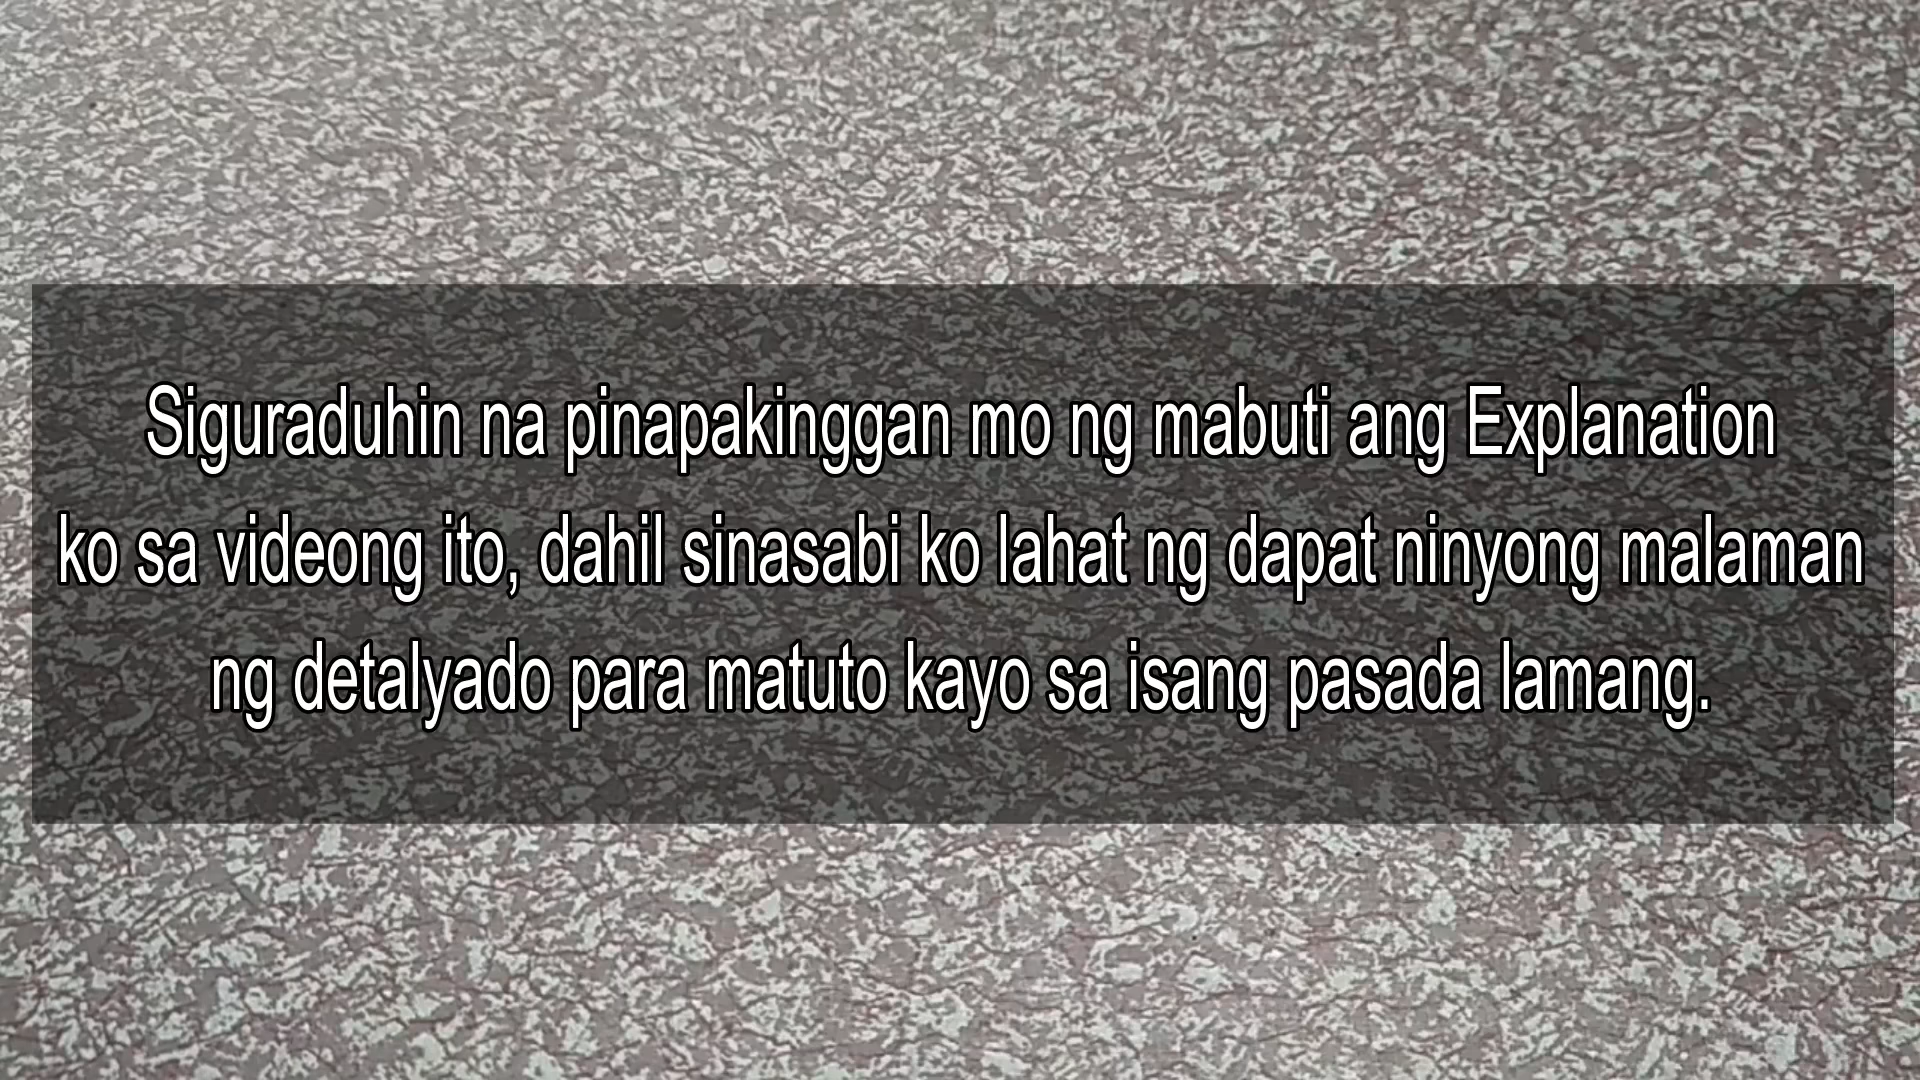 Siguraduhin na pinapakinggan mo ng mabuti ang Explanation
ko sa videong ito, dahil sinasabi ko lahat ng dapat ninyong malaman
ng detalyado para matuto kayo sa isang pasada lamang.